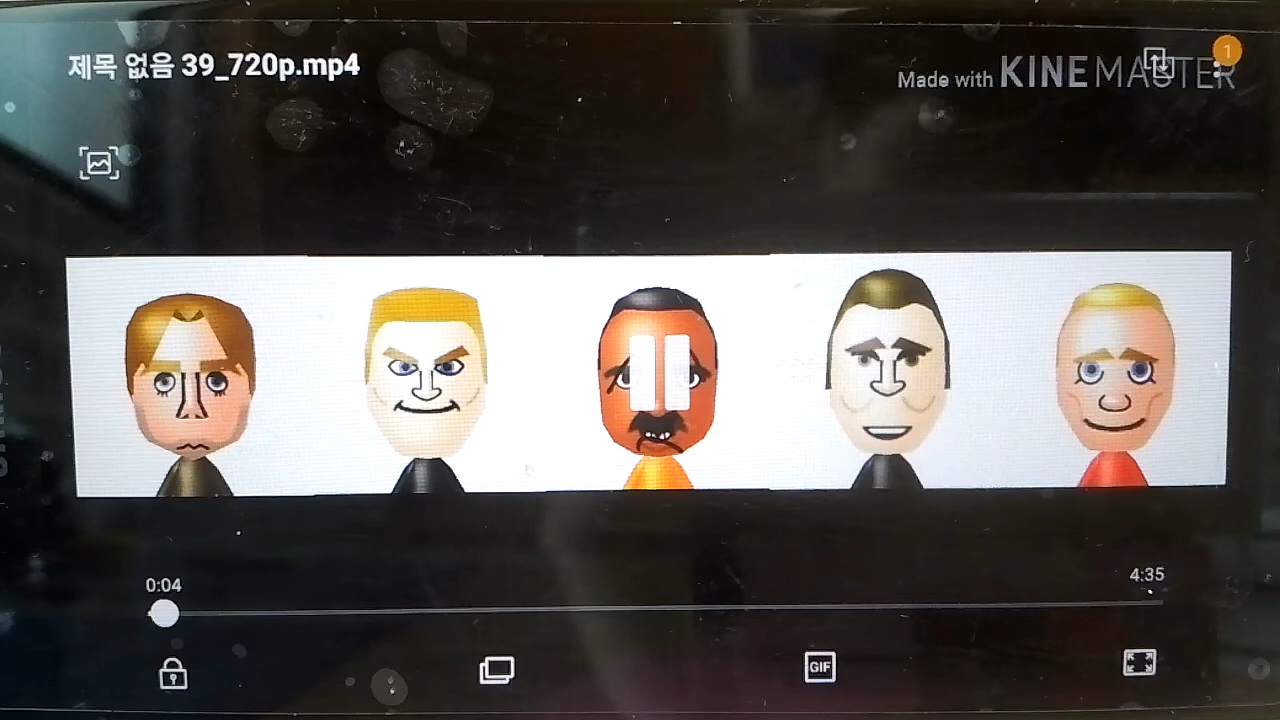 제목 없음 39_720p.mp4
Made with KINEMASTER
1
0:04
4:35
GIF